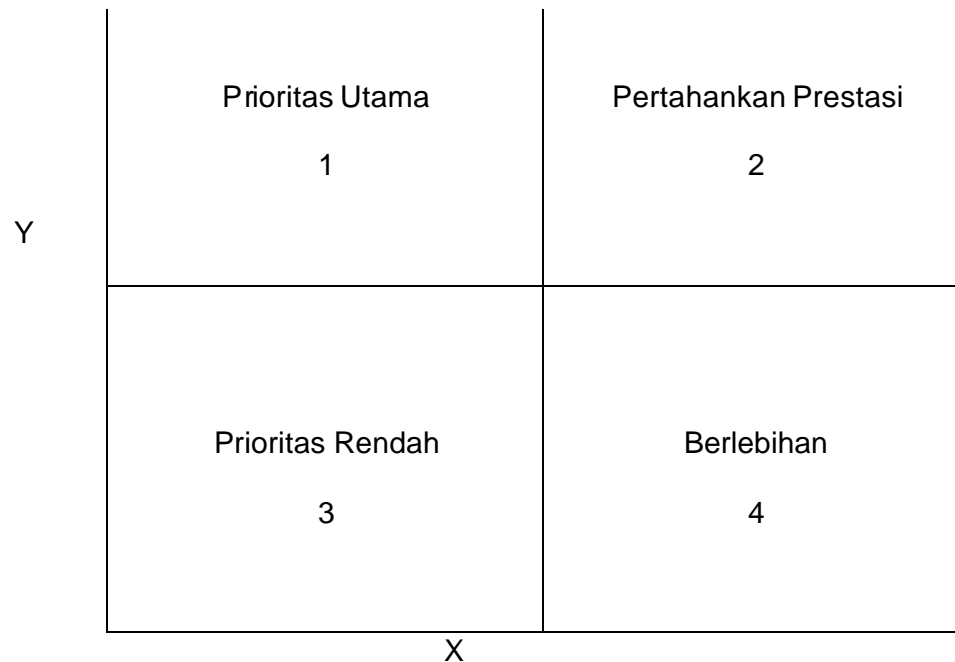 Prioritas Utama
Pertahankan Prestasi
1
2
Y
Prioritas Rendah
Berlebihan
3
4
X